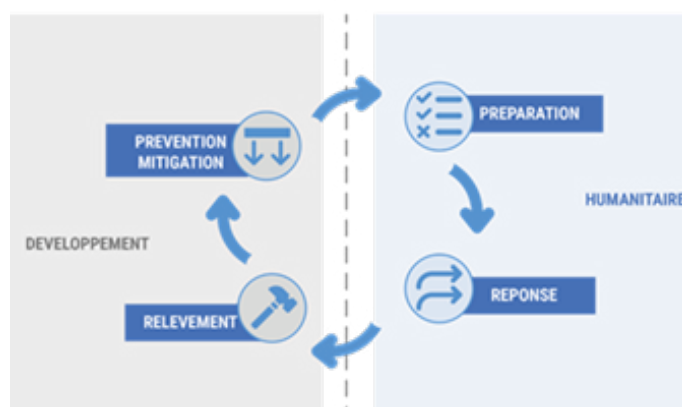 PREVENTION
MITIGATION
PREPARATION
HUMANITAIRE
DEVELOPPEMENT
RELEVEMENT
REPONSE